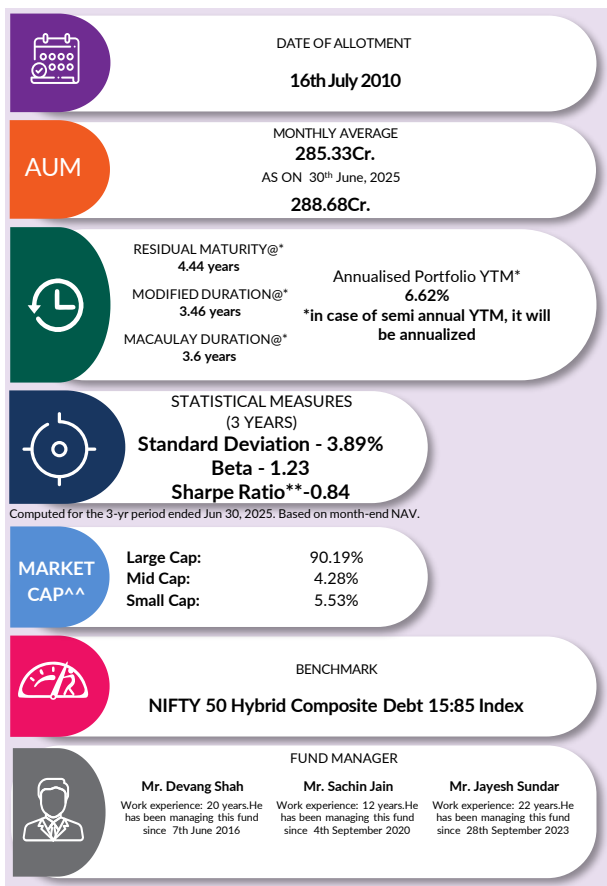 DATE OF ALLOTMENT
16th July 2010
AUM
MONTHLY AVERAGE
285.33Cr.
AS ON 30th June, 2025
288.68Cr.
RESIDUAL MATURITY@*
4.44 years
MODIFIED DURATION@*
3.46 years
MACAULAY DURATION@*
3.6 years
Annualised Portfolio YTM*
6.62%
*in case of semi annual YTM, it will
be annualized
STATISTICAL MEASURES
(3 YEARS)
Standard Deviation - 3.89%
Beta - 1.23
Sharpe Ratio**-0.84
Computed for the 3-yr period ended Jun 30, 2025. Based on month-end NAV.
MARKET
CAP^^
Large Cap: 90.19%
Mid Cap: 4.28%
Small Cap: 5.53%
BENCHMARK
NIFTY 50 Hybrid Composite Debt 15:85 Index
FUND MANAGER
Mr. Devang Shah
Work experience: 20 years.He
has been managing this fund
since 7th June 2016
Mr. Sachin Jain
Work experience: 12 years.He
has been managing this fund
since 4th September 2020
Mr. Jayesh Sundar
Work experience: 22 years.He
has been managing this fund
since 28th September 2023